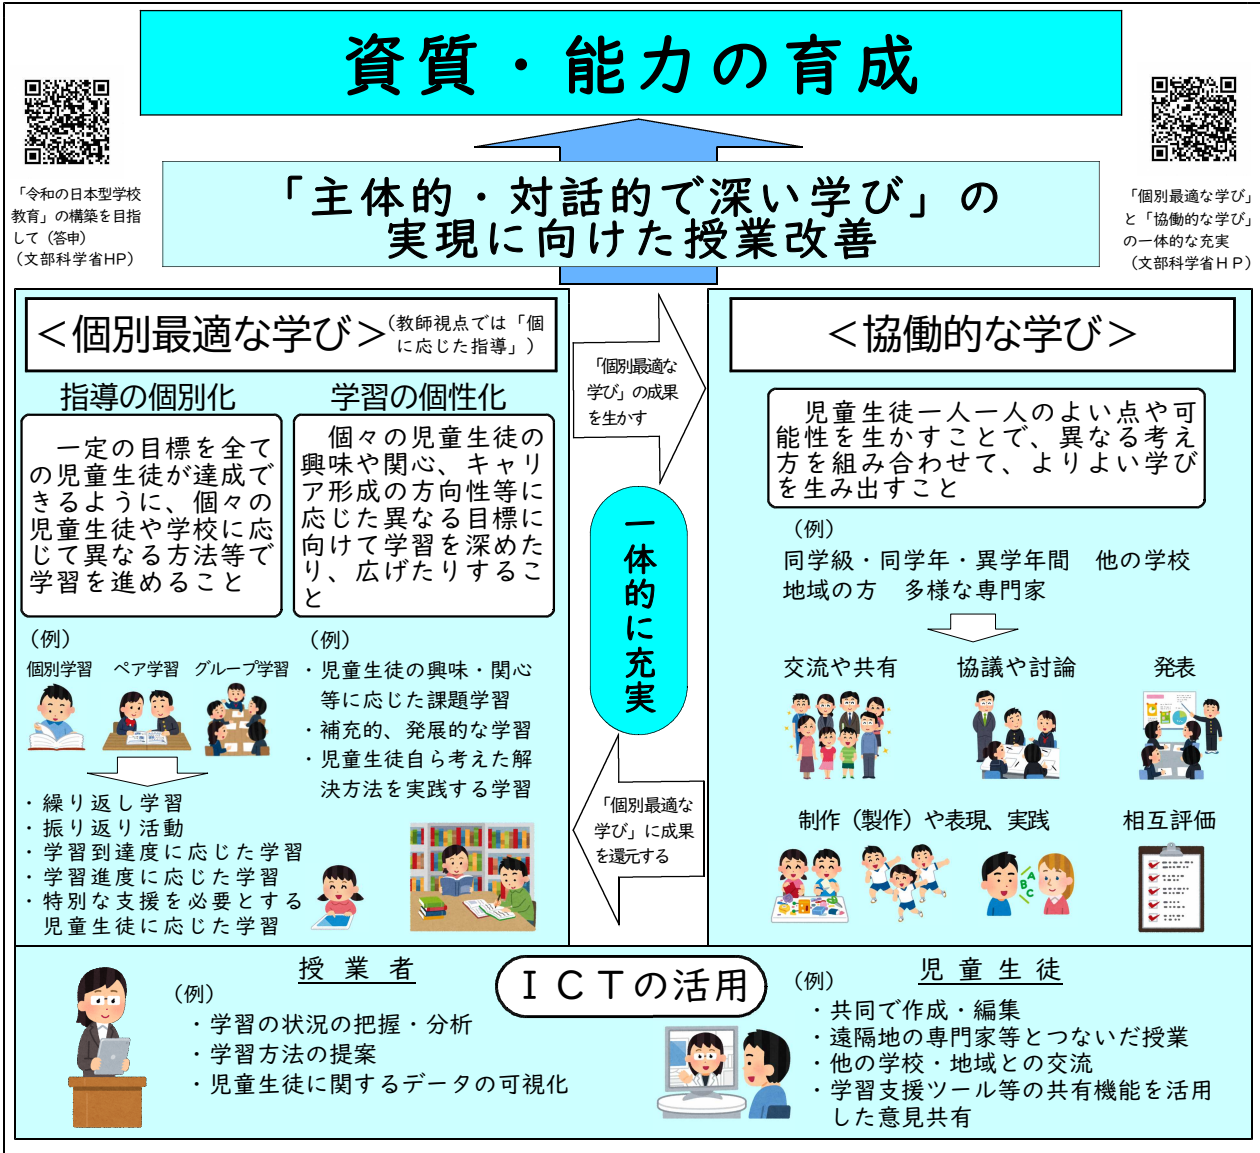 資質・能力の育成
「令和の日本型学校
教育」の構築を目指
して（答申）
（文部科学省HP）
「主体的・対話的で深い学び」の
実現に向けた授業改善
「個別最適な学び」
と「協働的な学び」
の一体的な充実
（文部科学省ＨＰ）
＜個別最適な学び＞（教師視点では「個
に応じた指導」）
指導の個別化
一定の目標を全て
の児童生徒が達成で
きるように、個々の
児童生徒や学校に応
じて異なる方法等で
学習を進めること
（例）
個別学習　ペア学習　グループ学習
・繰り返し学習
・振り返り活動
・学習到達度に応じた学習
・学習進度に応じた学習
・特別な支援を必要とする
児童生徒に応じた学習
学習の個性化
個々の児童生徒の
興味や関心、キャリ
ア形成の方向性等に
応じた異なる目標に
向けて学習を深めた
り、広げたりするこ
と
（例）
・児童生徒の興味・関心
等に応じた課題学習
・補充的、発展的な学習
・児童生徒自ら考えた解
決方法を実践する学習
「個別最適な
学び」の成果
を生かす
一体的に充実
「個別最適な
学び」に成果
を還元する
＜協働的な学び＞
児童生徒一人一人のよい点や可
能性を生かすことで、異なる考え
方を組み合わせて、よりよい学び
を生み出すこと
（例）
同学級・同学年・異学年間　他の学校
地域の方　多様な専門家
交流や共有　協議や討論　発表
制作（製作）や表現、実践　相互評価
A
B
C
ＩＣＴの活用
授業者
（例）
・学習の状況の把握・分析
・学習方法の提案
・児童生徒に関するデータの可視化
児童生徒
（例）
・共同で作成・編集
・遠隔地の専門家等とつないだ授業
・他の学校・地域との交流
・学習支援ツール等の共有機能を活用
した意見共有